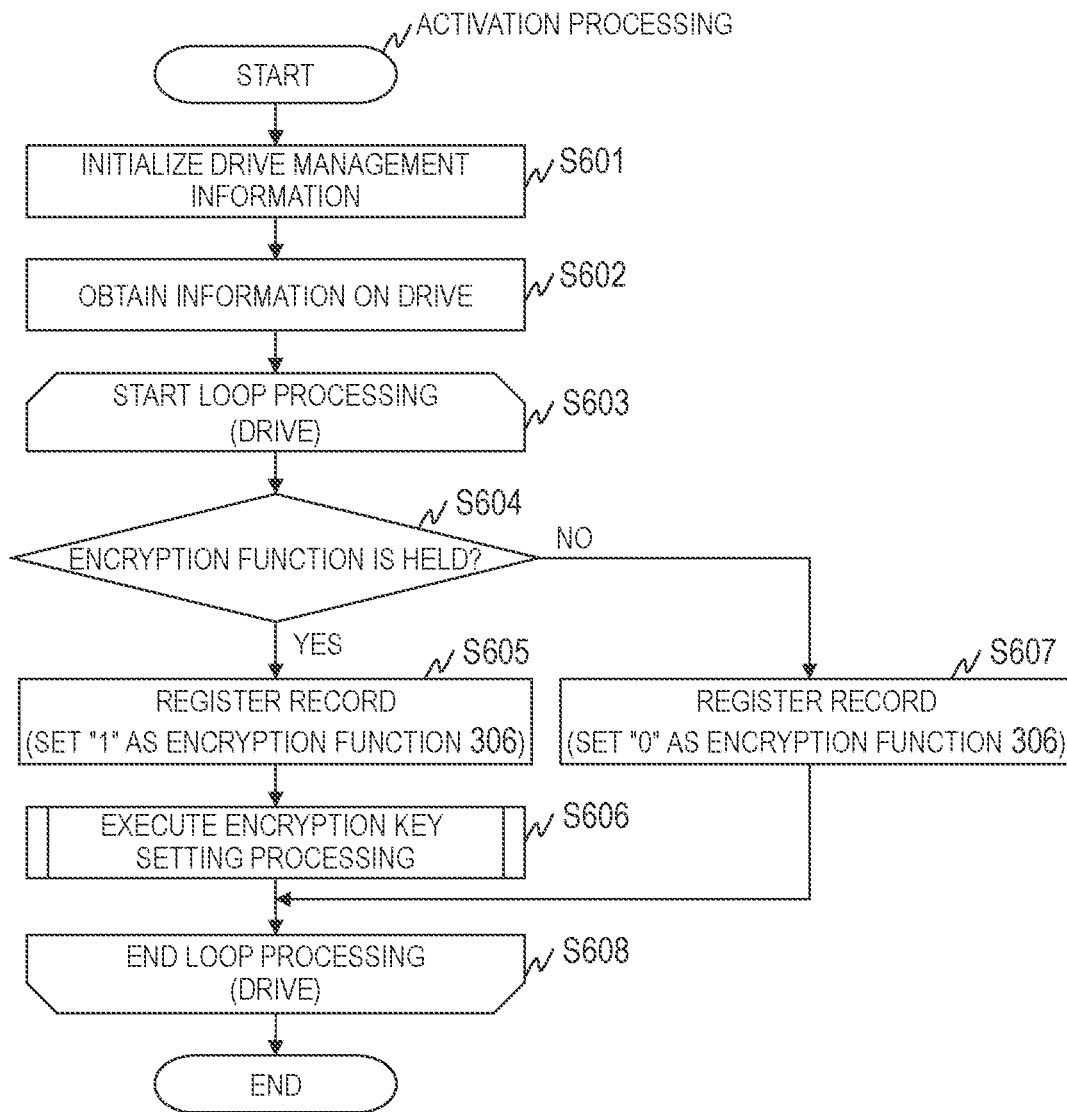 ACTIVATION PROCESSING
START
INITIALIZE DRIVE MANAGEMENT
INFORMATION
S601
OBTAIN INFORMATION ON DRIVE
S602
START LOOP PROCESSING
(DRIVE)
S603
S604
ENCRYPTION FUNCTION IS HELD?
NO
YES
S605
REGISTER RECORD
(SET "1" AS ENCRYPTION FUNCTION 306)
S607
REGISTER RECORD
(SET "0" AS ENCRYPTION FUNCTION 306)
EXECUTE ENCRYPTION KEY
SETTING PROCESSING
S606
END LOOP PROCESSING
(DRIVE)
S608
END